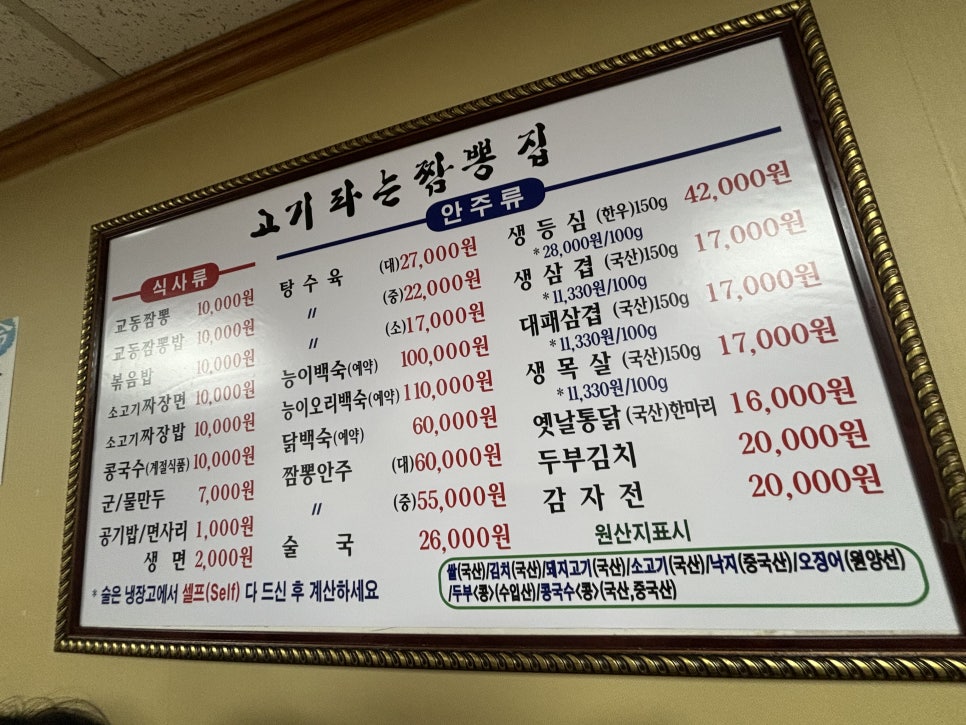 고기 라 는 짬 뽕 집
식사류
교동짬뽕 10,000원
교동짬뽕밥 10,000원
볶음밥 10,000원
소고기짜장면 10,000원
소고기짜장밥 10,000원
콩국수(계절식품) 10,000원
군/물만두 7,000원
공기밥/면사리 1,000원
생 면 2,000원
안주류
탕 수 육 (대)27,000원
〃 (중)22,000원
〃 (소)17,000원
능이백숙(예약) 100,000원
능이오리백숙(예약) 110,000원
닭백숙(예약) 60,000원
짬뽕안주 (대)60,000원
〃 (중)55,000원
술 국 26,000원
생 등 심 (한우)150g 42,000원
*28,000원/100g
생 삼 겹 (국산)150g 17,000원
*11,330원/100g
대패삼겹 (국산)150g 17,000원
*11,330원/100g
생 목 살 (국산)150g 17,000원
*11,330원/100g
옛날통닭 (국산)한마리 16,000원
두부김치 20,000원
감 자 전 20,000원
원산지표시
쌀(국산)/김치(국산)/돼지고기(국산)/소고기(국산)/낙지(중국산)/오징어(원양선)
/두부<콩>(수입산)/콩국수<콩>(국산,중국산)
* 술은 냉장고에서 셀프(Self) 다 드신 후 계산하세요